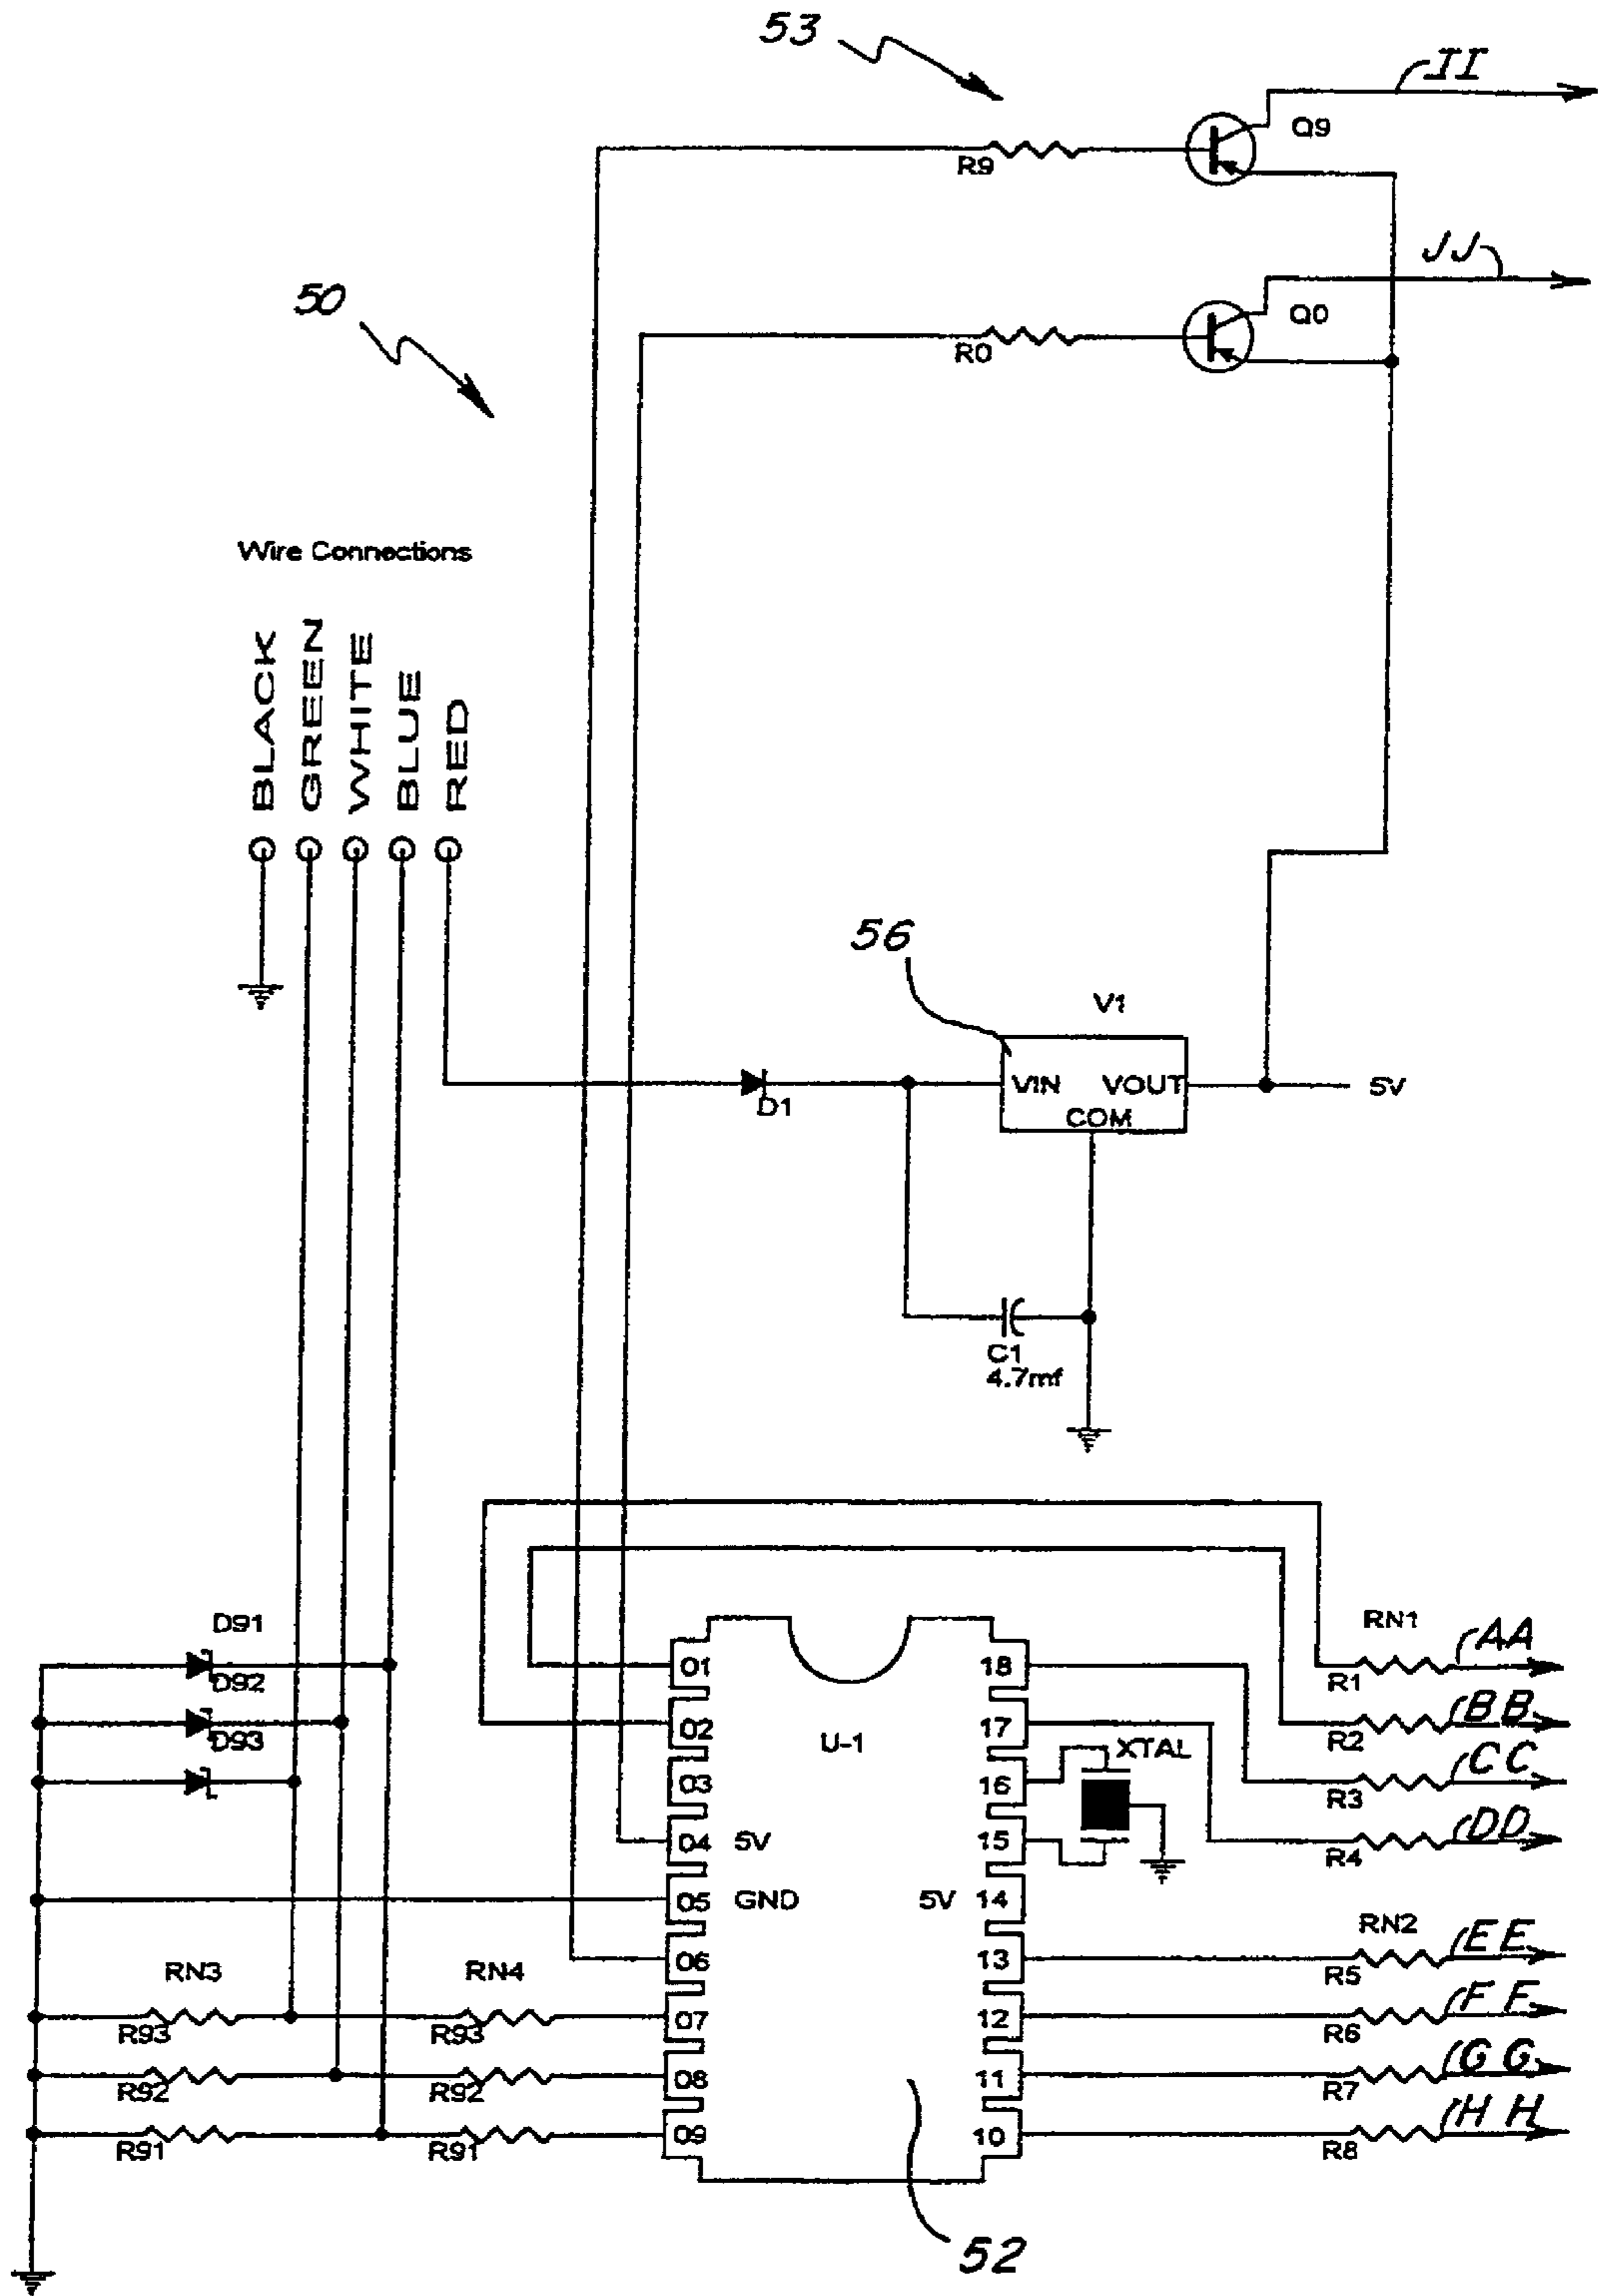 53
II
Q9
R9
JJ
50
Q0
R0
Wire Connections
BLACK
GREEN
WHITE
BLUE
RED
56
V1
VIN
VOUT
5V
D1
COM
C1
4.7mf
D91
RN1
AA
01
18
D92
R1
BB
02
17
D93
U-1
XTAL
R2
CC
03
16
R3
DD
04
5V
15
R4
05
GND
5V
14
RN2
EE
RN3
RN4
06
13
R5
FF
07
12
R93
R93
R6
GG
08
11
R92
R92
R7
HH
09
10
R91
R91
R8
52